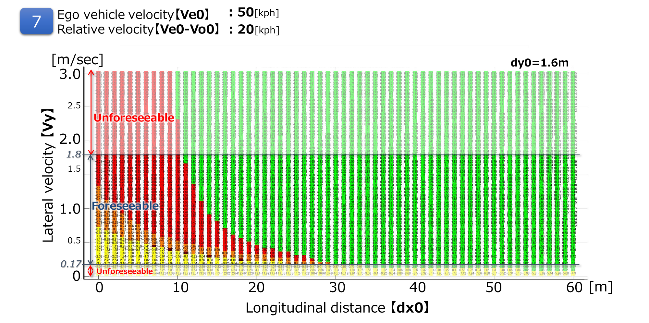 7
Ego vehicle velocity【Ve0】 : 50[kph]
Relative velocity【Ve0-Vo0】 : 20[kph]
[m/sec]
dy0=1.6m
3.0
2.5
Unforeseeable
2.0
1.8
1.5
Foreseeable
1.0
0.5
0.17
Unforeseeable
0
Lateral velocity 【Vy】
0 10 20 30 40 50 60 [m]
Longitudinal distance【dx0】